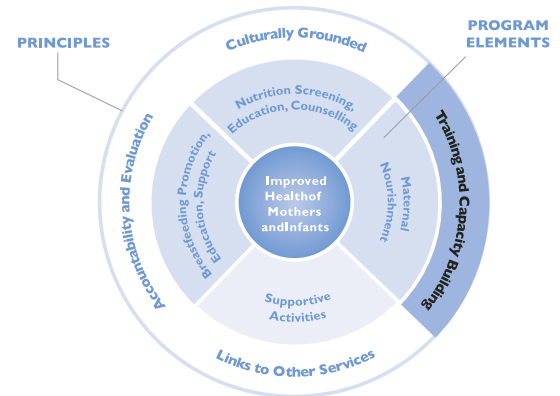 PRINCIPLES
PROGRAM
ELEMENTS
Culturally Grounded
Nutrition Screening,
Education, Counselling
Training and Capacity Building
Accountability and Evaluation
Breastfeeding Promotion,
Education, Support
Improved
Healthof
Mothers
andInfants
Maternal
Nourishment
Supportive
Activities
Links to Other Services